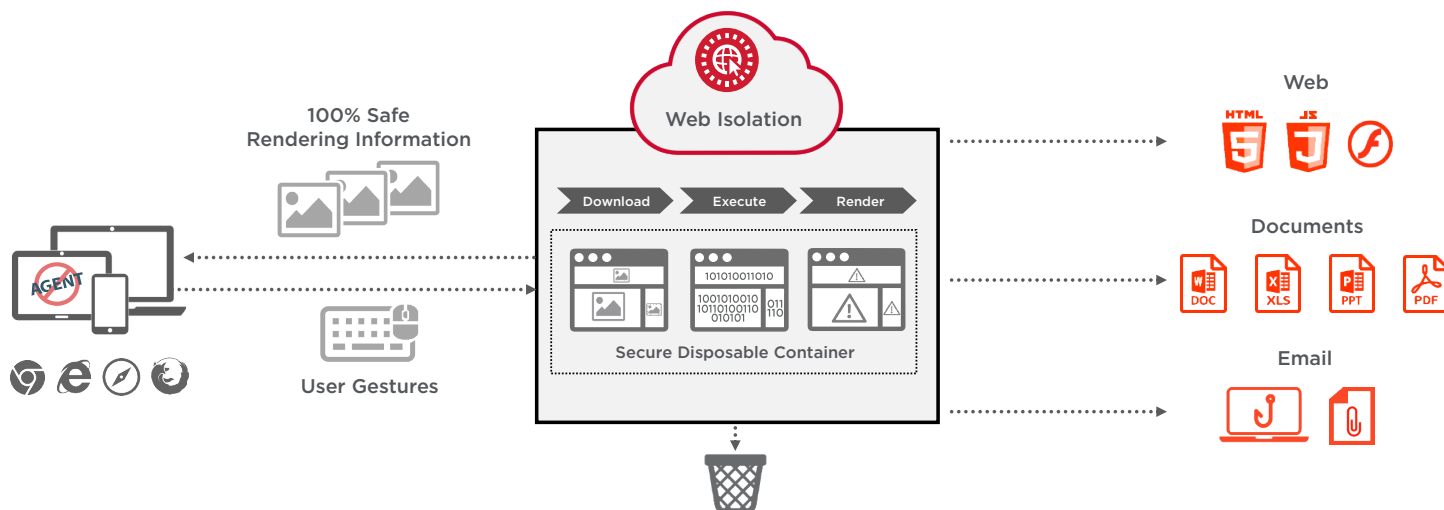 Web Isolation
100% Safe
Rendering Information
AGENT
User Gestures
Download
Execute
Render
101010011010
1001010010
10110100110
010101
011
110
Secure Disposable Container
Web
HTML
5
JS
Documents
W
DOC
X
XLS
P
PPT
PDF
Email